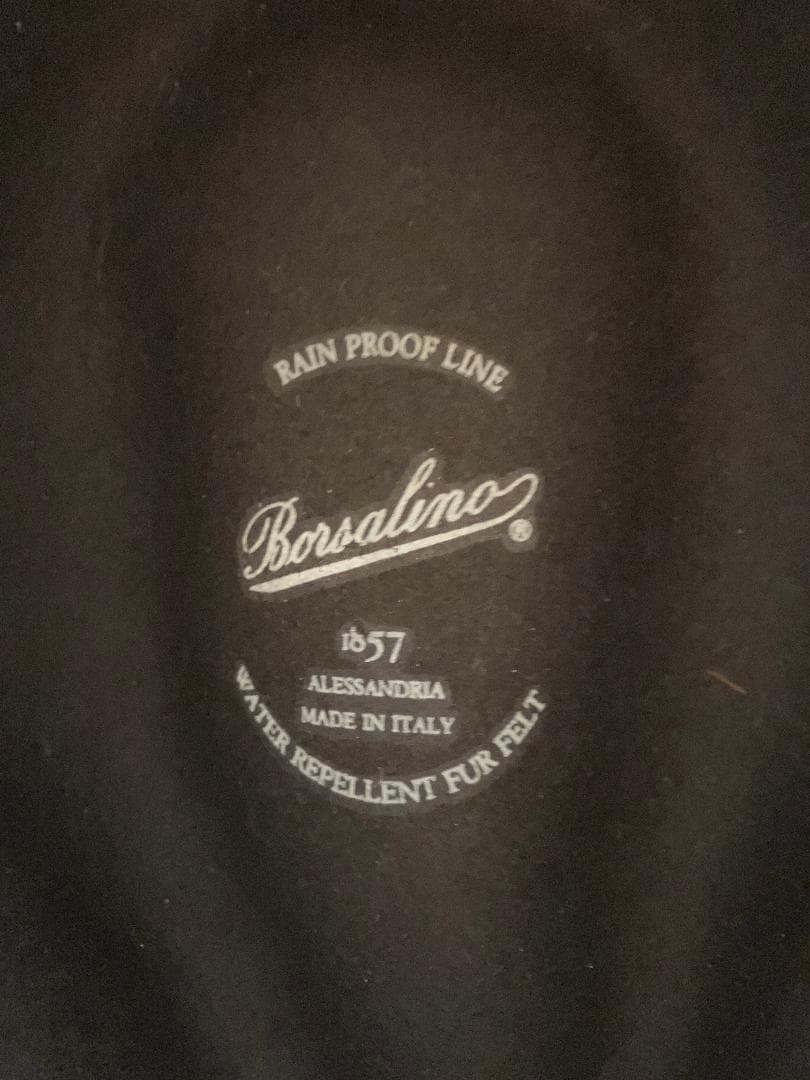 RAIN PROOF LINE
Borsalino®
1857
ALESSANDRIA
MADE IN ITALY
WATER REPELLENT FUR FELT